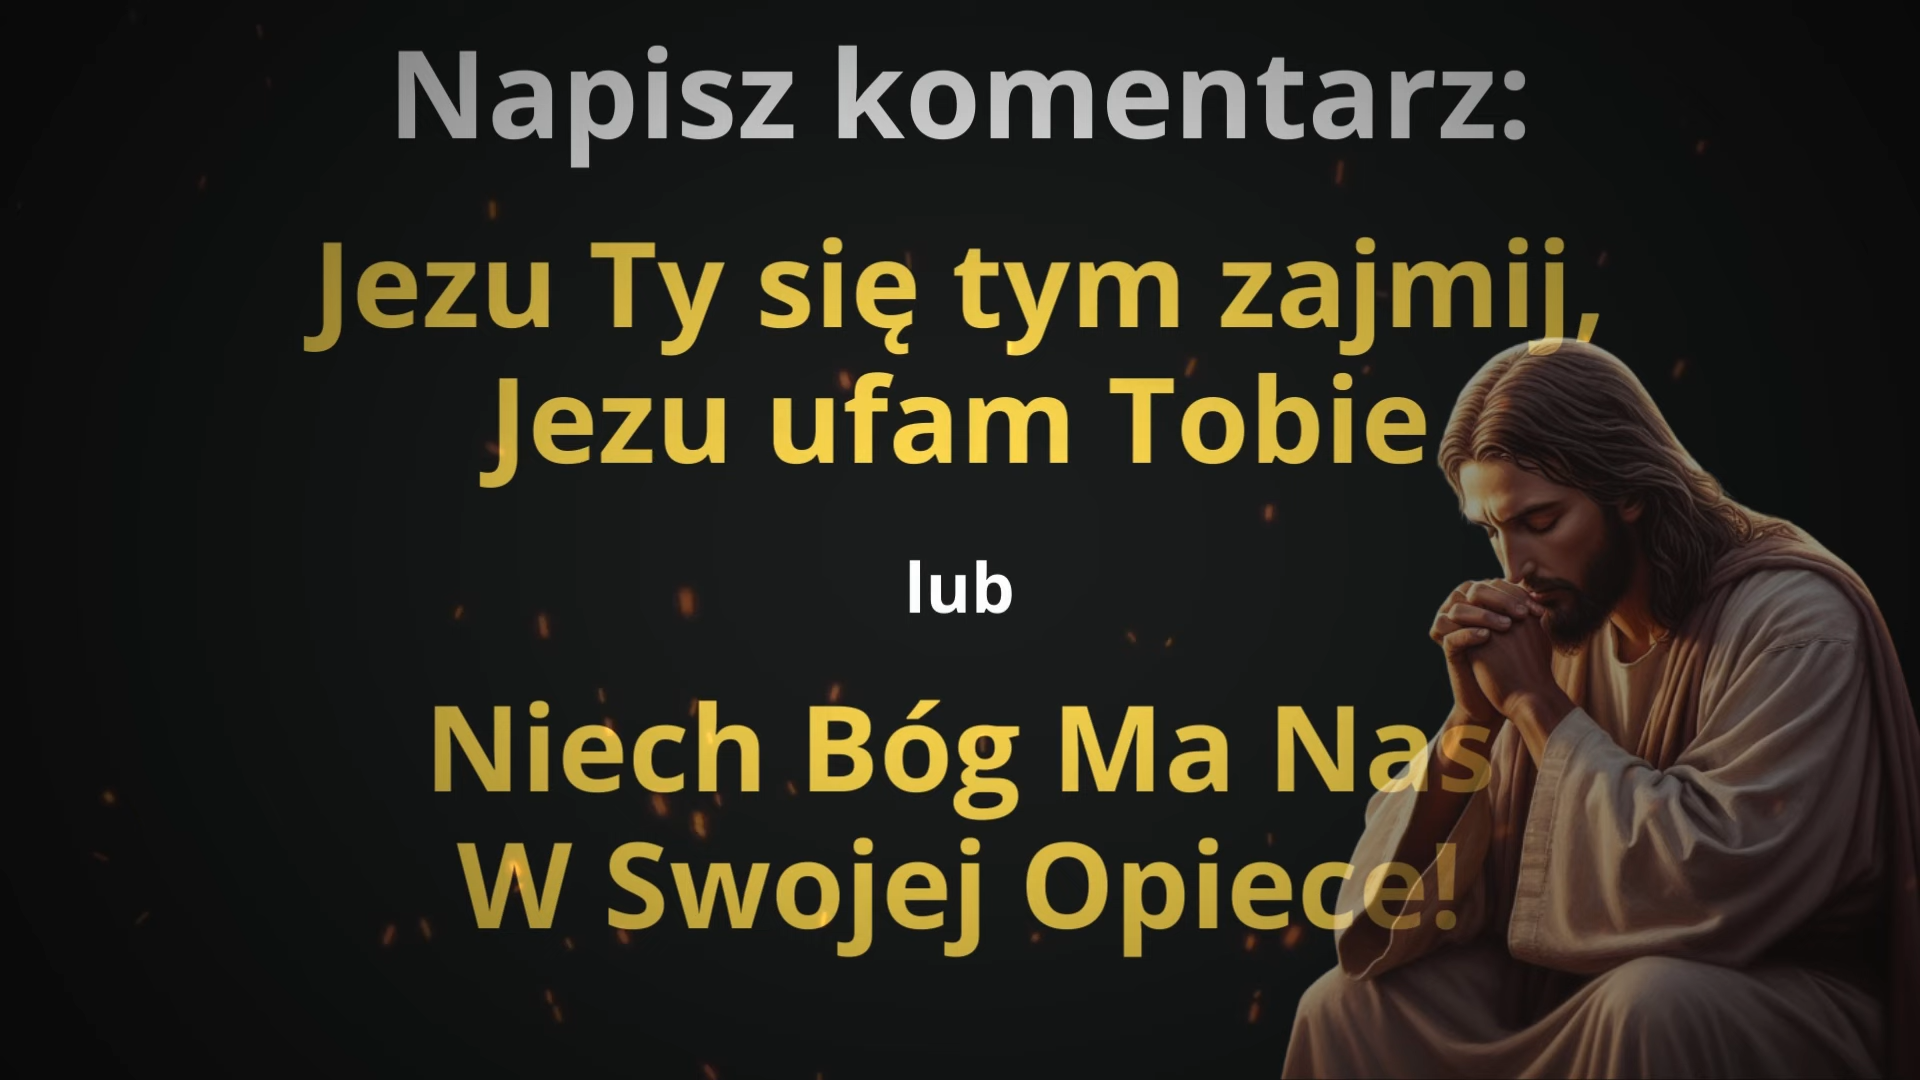 Napisz komentarz:
Jezu Ty się tym zajmij,
Jezu ufam Tobie
lub
Niech Bóg Ma Nas
W Swojej Opiece!